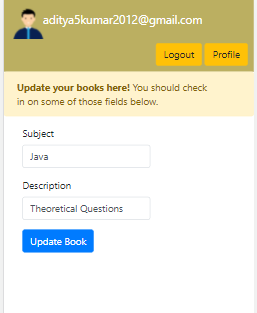 aditya5kumar2012@gmail.com
Logout Profile
Update your books here! You should check
in on some of those fields below.
Subject
Java
Description
Theoretical Questions
Update Book